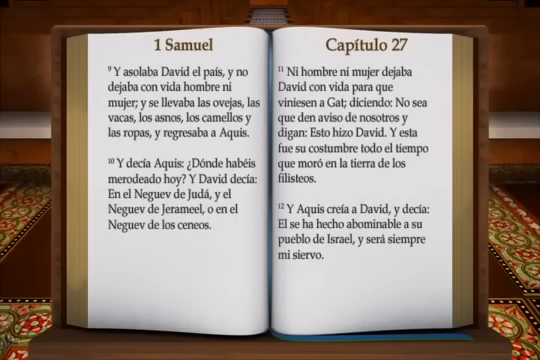 1 Samuel
⁹ Y asolaba David el país, y no
dejaba con vida hombre ni
mujer; y se llevaba las ovejas, las
vacas, los asnos, los camellos y
las ropas, y regresaba a Aquis.
¹⁰ Y decía Aquis: ¿Dónde habéis
merodeado hoy? Y David decía:
En el Neguev de Judá, y el
Neguev de Jerameel, o en el
Neguev de los ceneos.
Capítulo 27
¹¹ Ni hombre ni mujer dejaba
David con vida para que
viniesen a Gat; diciendo: No sea
que den aviso de nosotros y
digan: Esto hizo David. Y esta
fue su costumbre todo el tiempo
que moró en la tierra de los
filisteos.
¹² Y Aquis creía a David, y decía:
El se ha hecho abominable a su
pueblo de Israel, y será siempre
mi siervo.